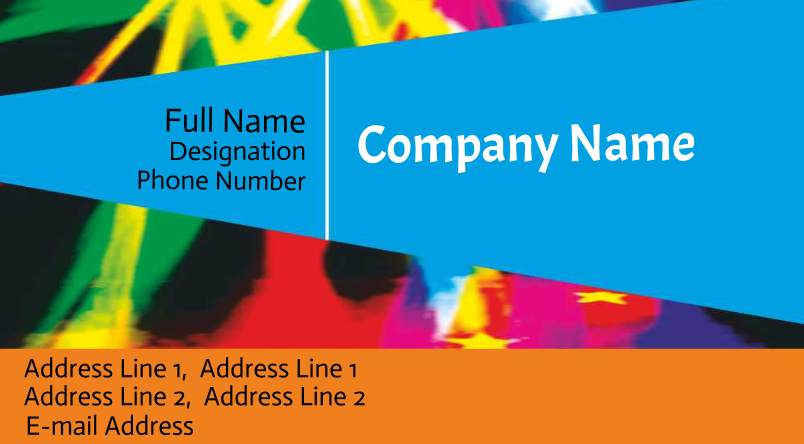 Full Name
Designation
Phone Number
Company Name
Address Line 1,  Address Line 1
Address Line 2,  Address Line 2
E-mail Address